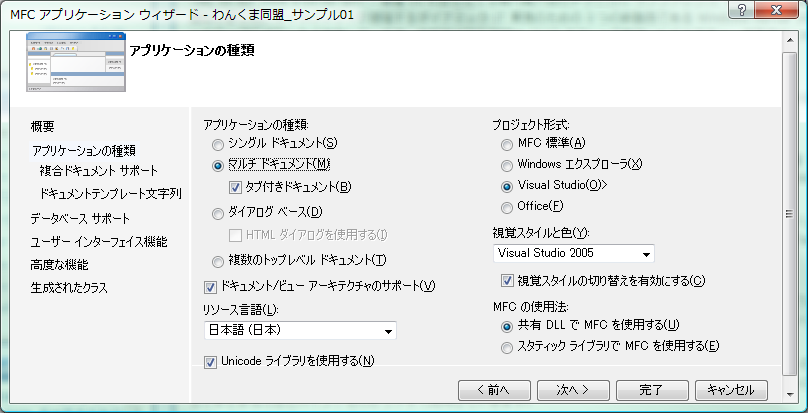 MFC アプリケーション ウィザード - わんくま同盟_サンプル01
アプリケーションの種類
概要
アプリケーションの種類
複合ドキュメント サポート
ドキュメントテンプレート文字列
データベース サポート
ユーザー インターフェイス機能
高度な機能
生成されたクラス
アプリケーションの種類:
シングル ドキュメント(S)
マルチ ドキュメント(M)
タブ付きドキュメント(B)
ダイアログ ベース(D)
HTML ダイアログを使用する(I)
複数のトップレベル ドキュメント(T)
ドキュメント/ビュー アーキテクチャのサポート(V)
リソース言語(L):
日本語 (日本)
Unicode ライブラリを使用する(N)
プロジェクト形式:
MFC 標準(A)
Windows エクスプローラ(X)
Visual Studio(O)>
Office(F)
視覚スタイルと色(Y):
Visual Studio 2005
視覚スタイルの切り替えを有効にする(C)
MFC の使用法:
共有 DLL で MFC を使用する(U)
スタティック ライブラリで MFC を使用する(E)
< 前へ
次へ >
完了
キャンセル